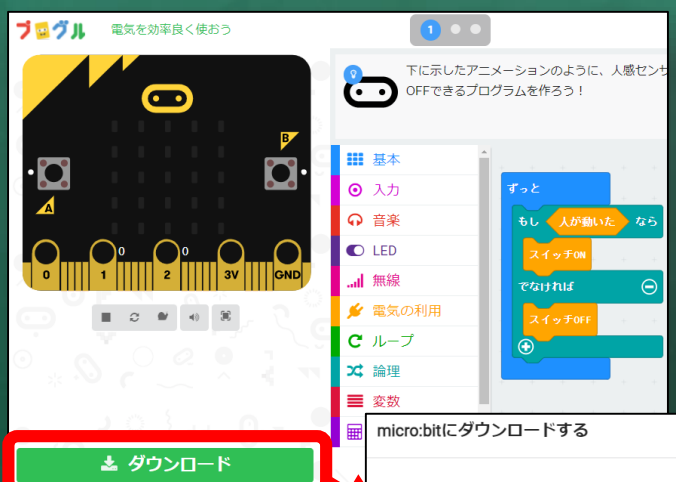 プログル 電気を効率良く使おう
1
下に示したアニメーションのように、人感センサ
OFFできるプログラムを作ろう！
B
A
0
0
0 1 2 3V GND
基本
入力
音楽
LED
無線
電気の利用
ループ
論理
変数
ずっと
もし 人が動いた なら
スイッチON
でなければ
スイッチOFF
ダウンロード
micro:bitにダウンロードする